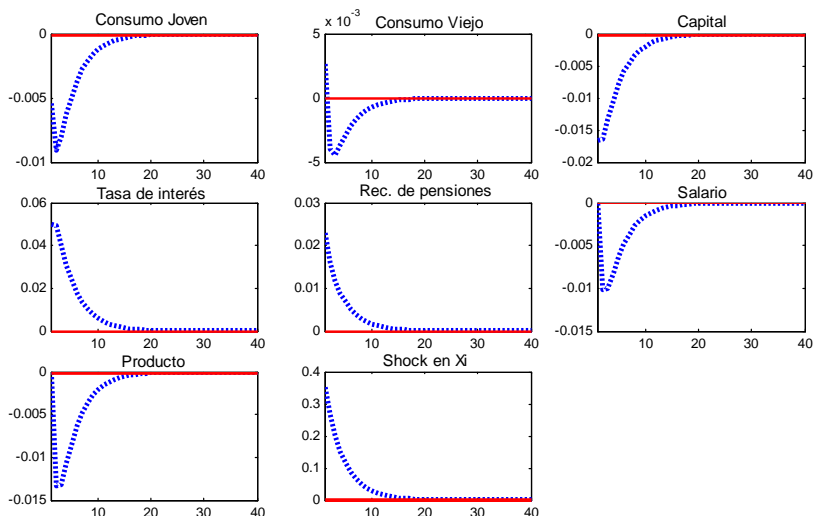 Consumo Joven
0
-0.005
-0.01
10 20 30 40
Consumo Viejo
x 10⁻³
5
0
-5
10 20 30 40
Capital
0
-0.005
-0.01
-0.015
-0.02
10 20 30 40
Tasa de interés
0.06
0.04
0.02
0
10 20 30 40
Rec. de pensiones
0.03
0.02
0.01
0
10 20 30 40
Salario
0
-0.005
-0.01
-0.015
10 20 30 40
Producto
0
-0.005
-0.01
-0.015
10 20 30 40
Shock en Xi
0.4
0.3
0.2
0.1
0
10 20 30 40